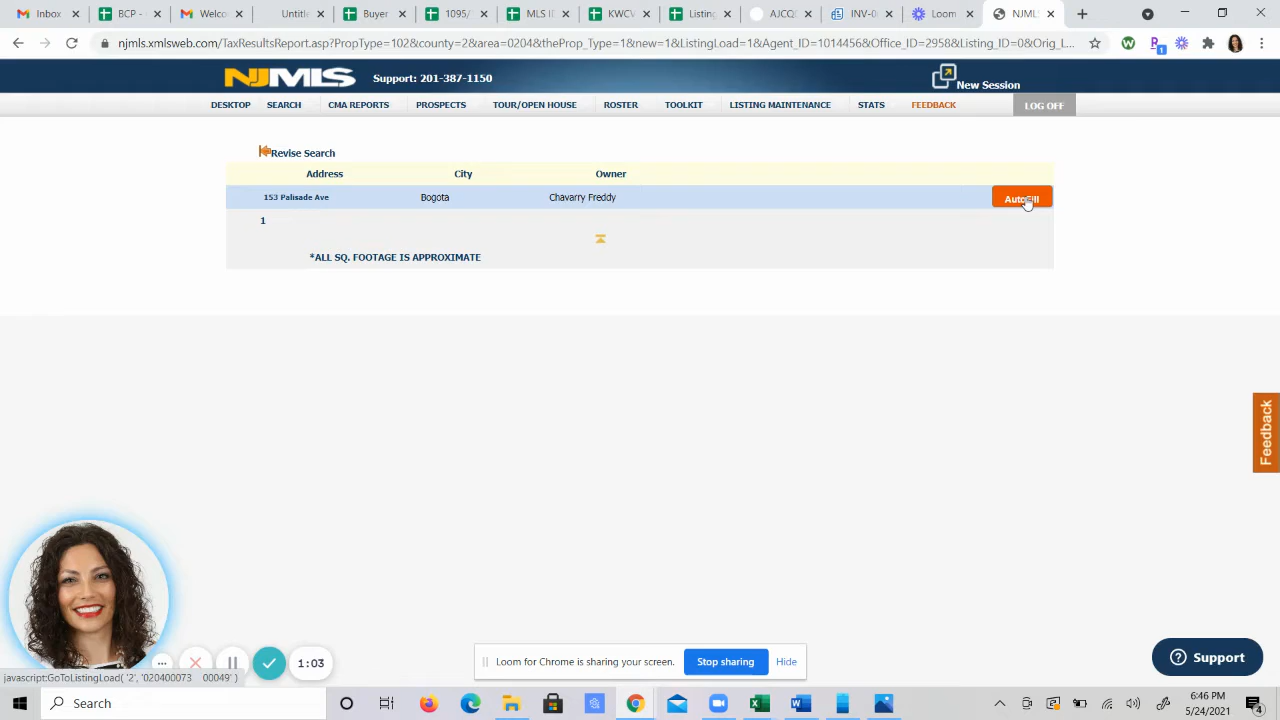 Inbox
BCP -
Welco
Untitle
Buyer
1095/
MLS ID
KWCV
Listing
AJCQE
INV-0
Loom
NJMLS
njmls.xmlsweb.com/TaxResultsReport.asp?PropType=102&county=2&area=0204&theProp_Type=1&new=1&ListingLoad=1&Agent_ID=1014456&Office_ID=2958&Listing_ID=0&Orig_L...
NJMLS
Support: 201-387-1150
New Session
DESKTOP SEARCH CMA REPORTS PROSPECTS TOUR/OPEN HOUSE ROSTER TOOLKIT LISTING MAINTENANCE STATS FEEDBACK LOG OFF
Revise Search
Address City Owner
153 Palisade Ave Bogota Chavarry Freddy AutoFill
1
*ALL SQ. FOOTAGE IS APPROXIMATE
Feedback
1:03
Loom for Chrome is sharing your screen. Stop sharing Hide
Support
javascript:GoToListingLoad( '2', '020400073 00049' )
Search
6:46 PM
5/24/2021
4